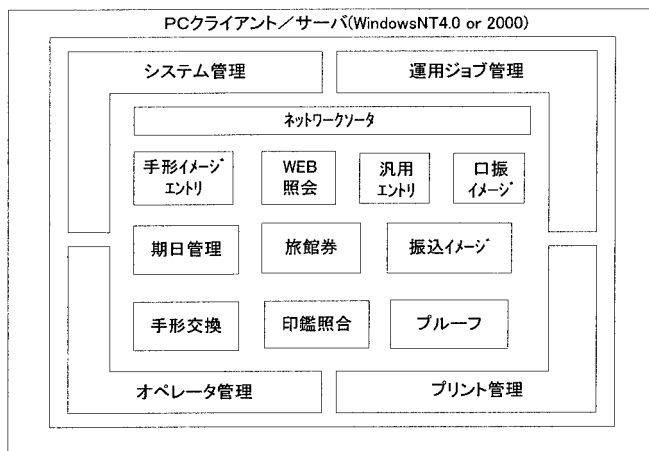 PCクライアント／サーバ(WindowsNT4.0 or 2000)
システム管理
運用ジョブ管理
ネットワークソータ
手形イメージ
エントリ
WEB
照会
汎用
エントリ
口振
イメージ
期日管理
旅館券
振込イメージ
手形交換
印鑑照合
プルーフ
オペレータ管理
プリント管理